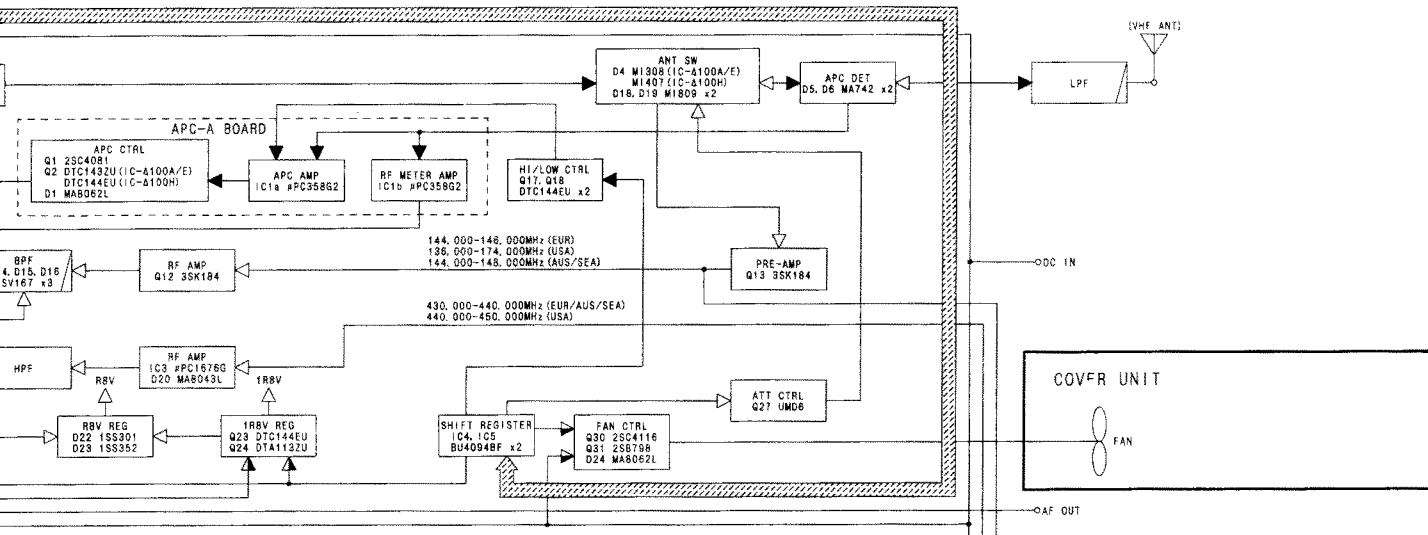 (VHF ANT)
ANT SW
D4 MI308(IC-Δ100A/E)
MI407(IC-Δ100H)
D18, D19 MI809 x2
APC DET
D5, D6 MA742 x2
LPF
APC-A BOARD
APC CTRL
Q1 2SC4081
Q2 DTC143ZU(IC-Δ100A/E)
DTC144EU(IC-Δ100H)
D1 MA8062L
APC AMP
IC1a μPC358G2
RF METER AMP
IC1b μPC358G2
HI/LOW CTRL
Q17, Q18
DTC144EU x2
144.000-146.000MHz(EUR)
136.000-174.000MHz(USA)
144.000-148.000MHz(AUS/SEA)
BPF
4, D15, D16
SV167 x3
RF AMP
Q12 3SK184
PRE-AMP
Q13 3SK184
DC IN
430.000-440.000MHz(EUR/AUS/SEA)
440.000-450.000MHz(USA)
HPF
RF AMP
IC3 μPC1676G
D20 MA8043L
COVER UNIT
R8V
1R8V
ATT CTRL
Q27 UMD6
R8V REG
D22 1SS301
D23 1SS352
1R8V REG
Q23 DTC144EU
Q24 DTA113ZU
SHIFT REGISTER
IC4, IC5
BU4094BF x2
FAN CTRL
Q30 2SC4116
Q31 2SB798
D24 MA8062L
FAN
AF OUT